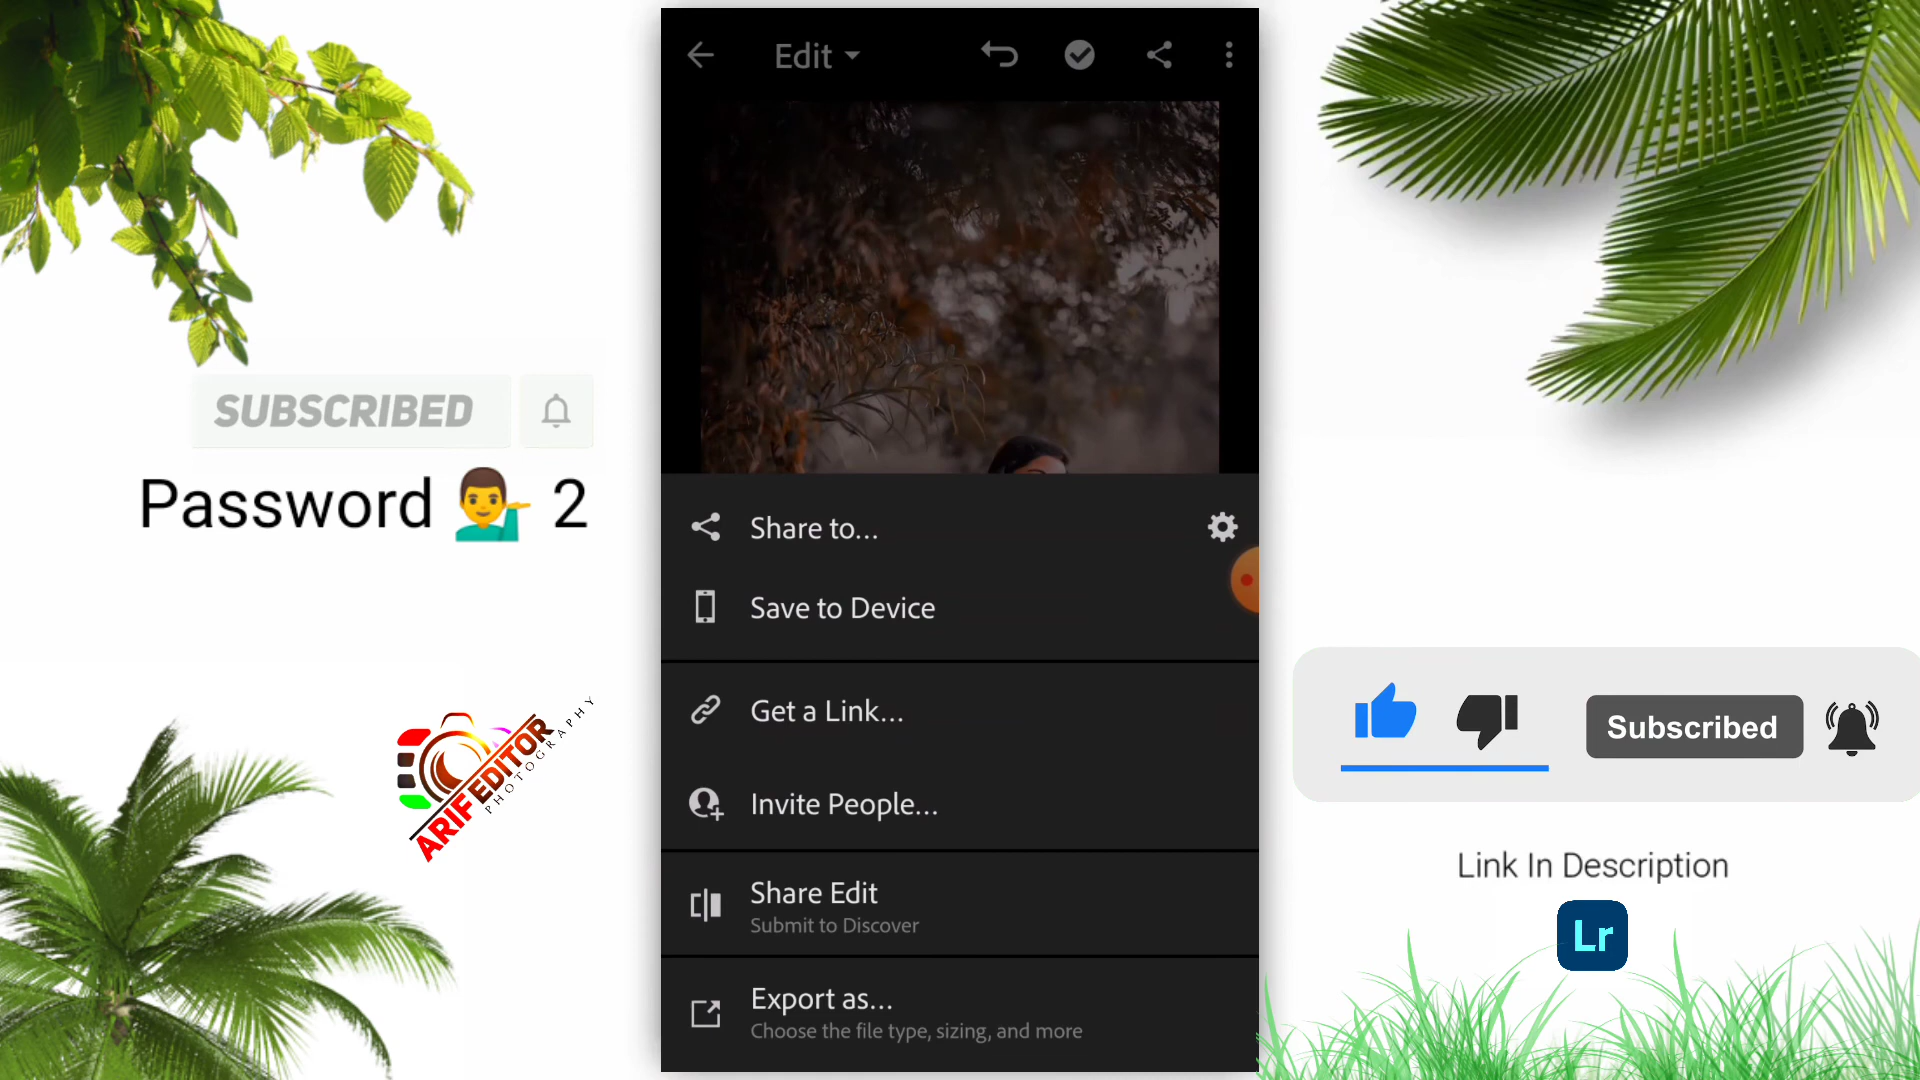 Edit
SUBSCRIBED
Password 2
Share to...
Save to Device
Get a Link...
Invite People...
Share Edit
Submit to Discover
Export as...
Choose the file type, sizing, and more
ARIF EDITOR
PHOTOGRAPHY
Subscribed
Link In Description
Lr